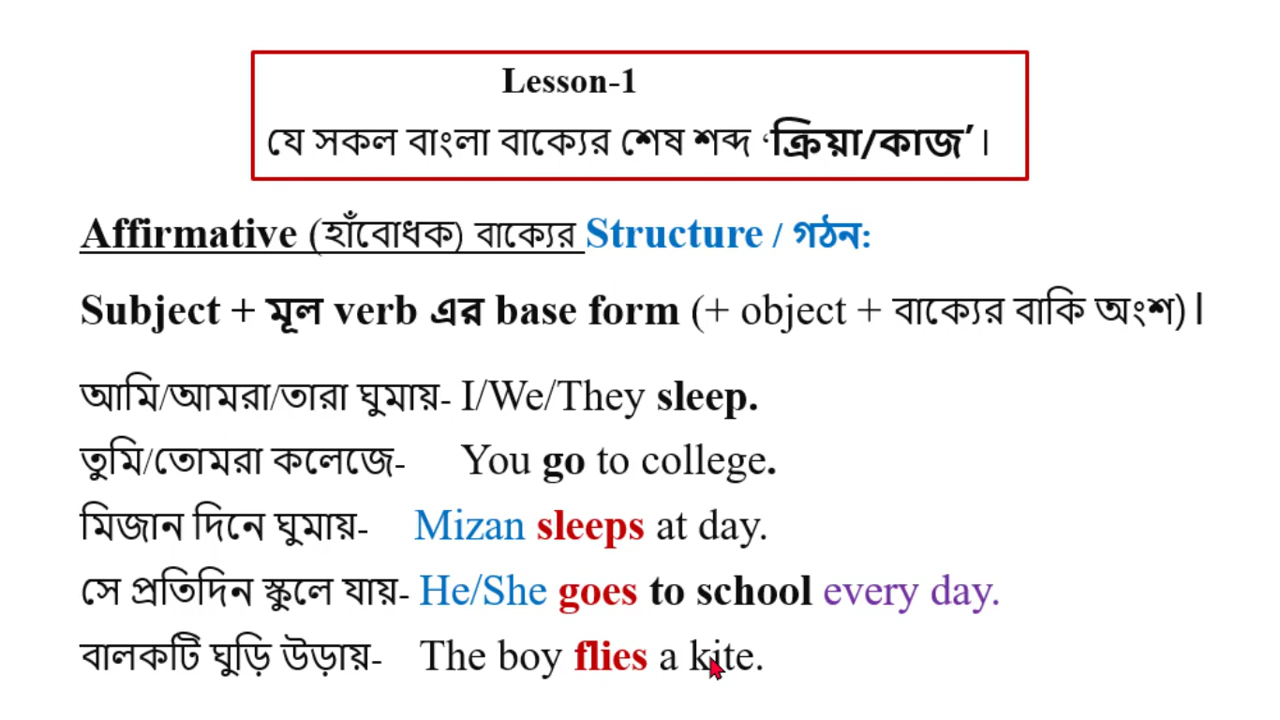 Lesson-1
যে সকল বাংলা বাক্যের শেষ শব্দ ‘ক্রিয়া/কাজ’।
Affirmative (হাঁবোধক) বাক্যের Structure / গঠন:
Subject + মূল verb এর base form (+ object + বাক্যের বাকি অংশ)।
আমি/আমরা/তারা ঘুমায়- I/We/They sleep.
তুমি/তোমরা কলেজে- You go to college.
মিজান দিনে ঘুমায়- Mizan sleeps at day.
সে প্রতিদিন স্কুলে যায়- He/She goes to school every day.
বালকটি ঘুড়ি উড়ায়- The boy flies a kite.